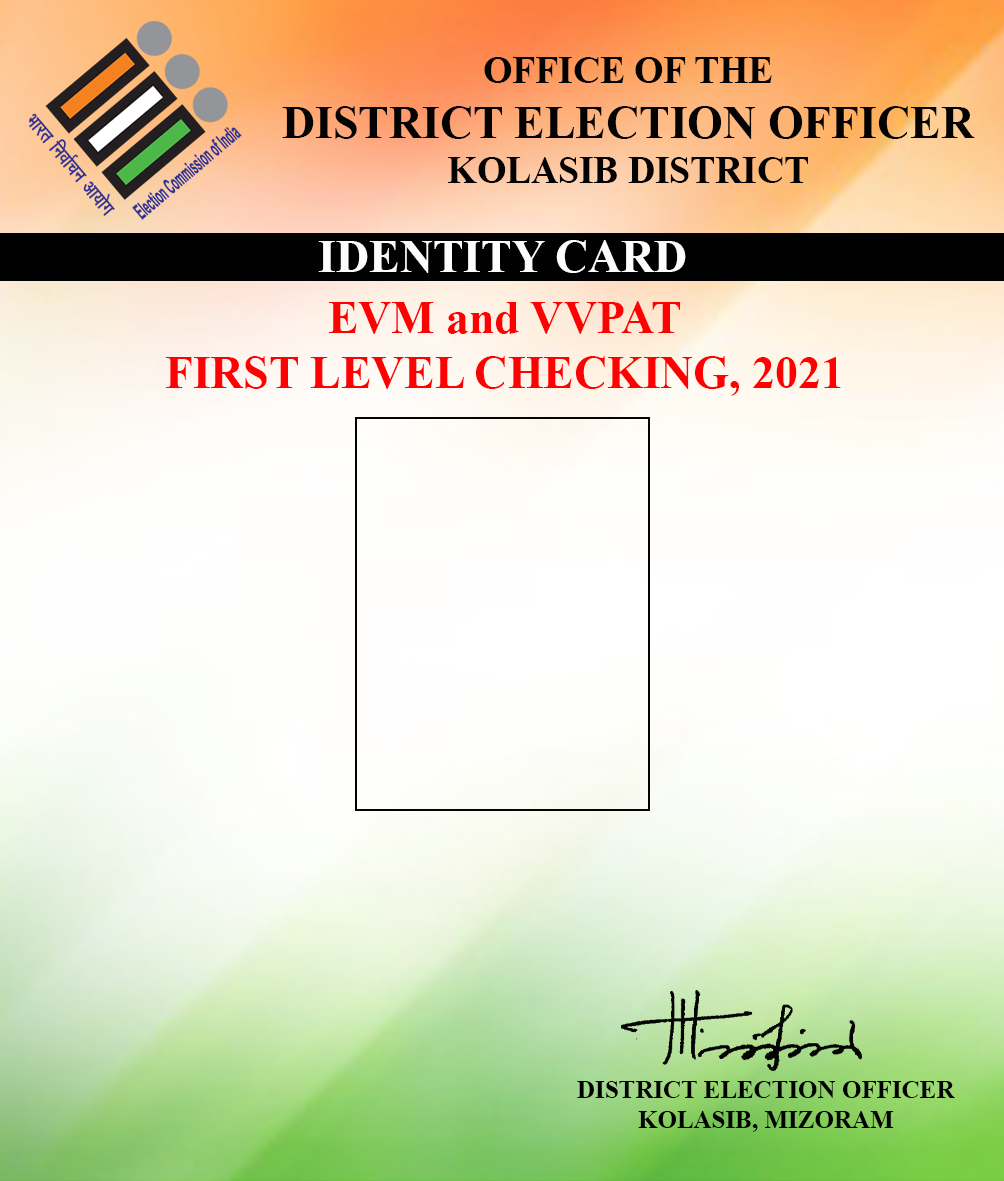 भारत निर्वाचन आयोग
Election Commission of India
OFFICE OF THE
DISTRICT ELECTION OFFICER
KOLASIB DISTRICT
IDENTITY CARD
EVM and VVPAT
FIRST LEVEL CHECKING, 2021
DISTRICT ELECTION OFFICER
KOLASIB, MIZORAM